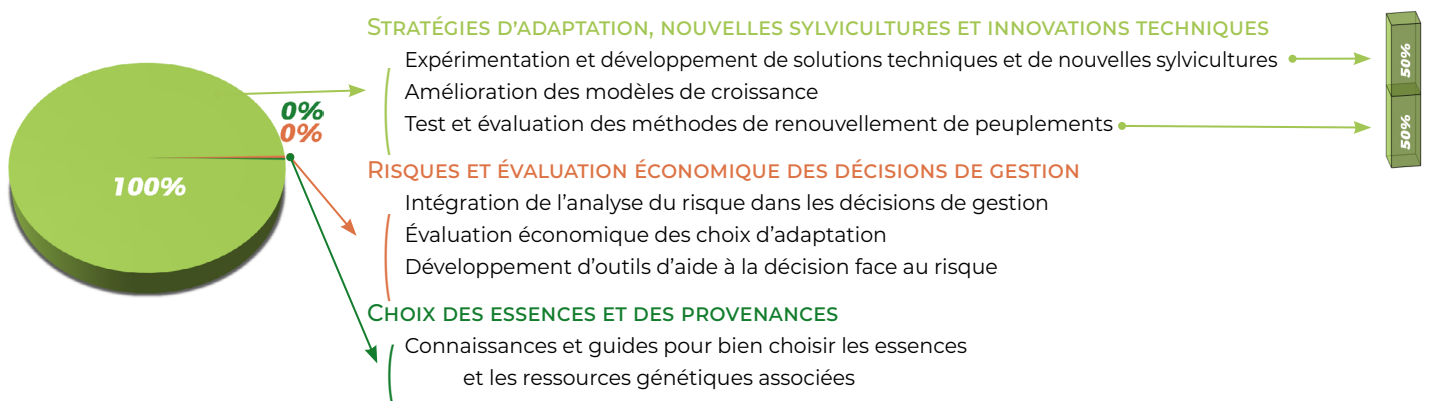 STRATÉGIES D'ADAPTATION, NOUVELLES SYLVICULTURES ET INNOVATIONS TECHNIQUES
Expérimentation et développement de solutions techniques et de nouvelles sylvicultures
50%
Amélioration des modèles de croissance
Test et évaluation des méthodes de renouvellement de peuplements
50%
0%
0%
100%
RISQUES ET ÉVALUATION ÉCONOMIQUE DES DÉCISIONS DE GESTION
Intégration de l'analyse du risque dans les décisions de gestion
Évaluation économique des choix d'adaptation
Développement d'outils d'aide à la décision face au risque
CHOIX DES ESSENCES ET DES PROVENANCES
Connaissances et guides pour bien choisir les essences
et les ressources génétiques associées